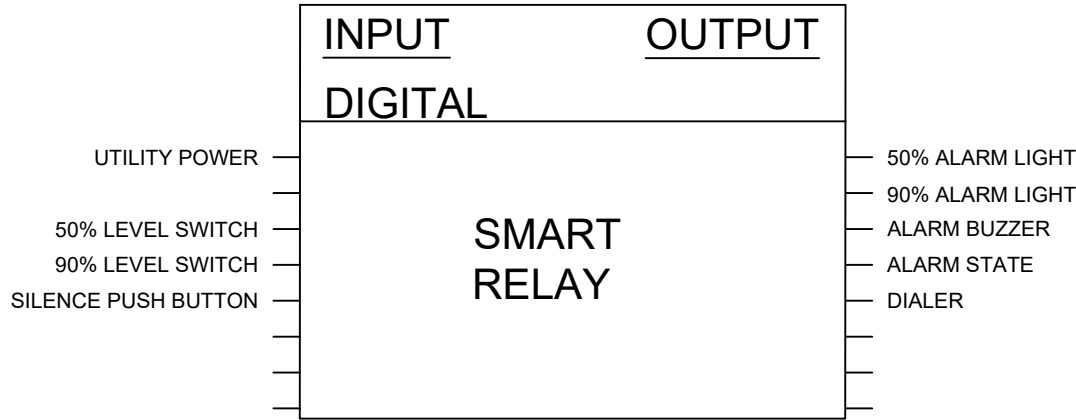 INPUT OUTPUT
DIGITAL
UTILITY POWER
50% LEVEL SWITCH
90% LEVEL SWITCH
SILENCE PUSH BUTTON
SMART
RELAY
50% ALARM LIGHT
90% ALARM LIGHT
ALARM BUZZER
ALARM STATE
DIALER